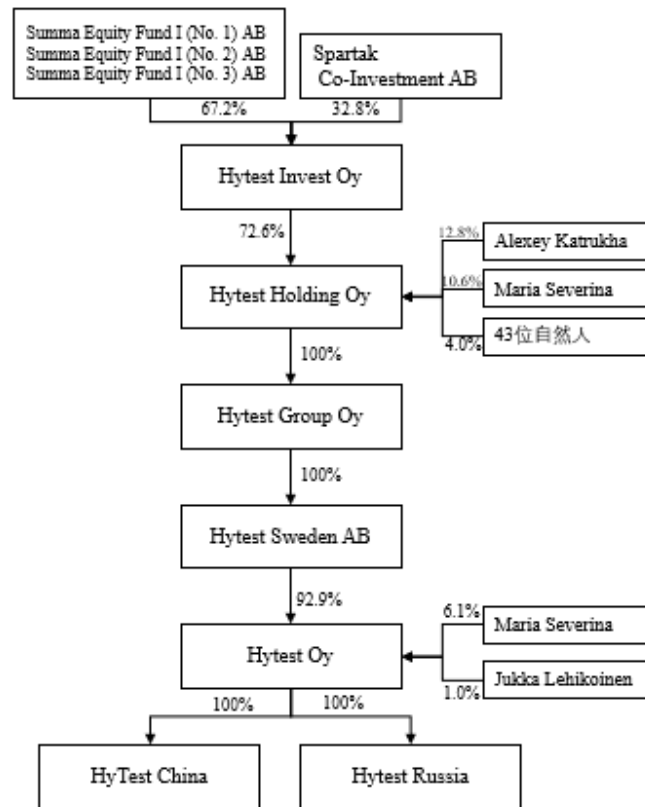 Summa Equity Fund I (No. 1) AB
Summa Equity Fund I (No. 2) AB
Summa Equity Fund I (No. 3) AB
Spartak
Co-Investment AB
67.2%
32.8%
Hytest Invest Oy
72.6%
12.8%
Alexey Katrukha
Hytest Holding Oy
10.6%
Maria Severina
4.0%
43位自然人
100%
Hytest Group Oy
100%
Hytest Sweden AB
92.9%
6.1%
Maria Severina
Hytest Oy
1.0%
Jukka Lehikoinen
100%
100%
HyTest China
Hytest Russia